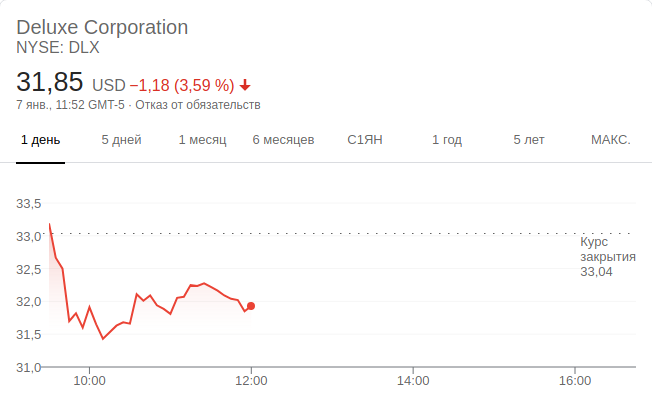 Deluxe Corporation
NYSE: DLX
31,85 USD −1,18 (3,59 %)
7 янв., 11:52 GMT-5 · Отказ от обязательств
1 день 5 дней 1 месяц 6 месяцев С1ЯН 1 год 5 лет МАКС.
33,5
33,0
Курс
закрытия
33,04
32,5
32,0
31,5
31,0
10:00 12:00 14:00 16:00